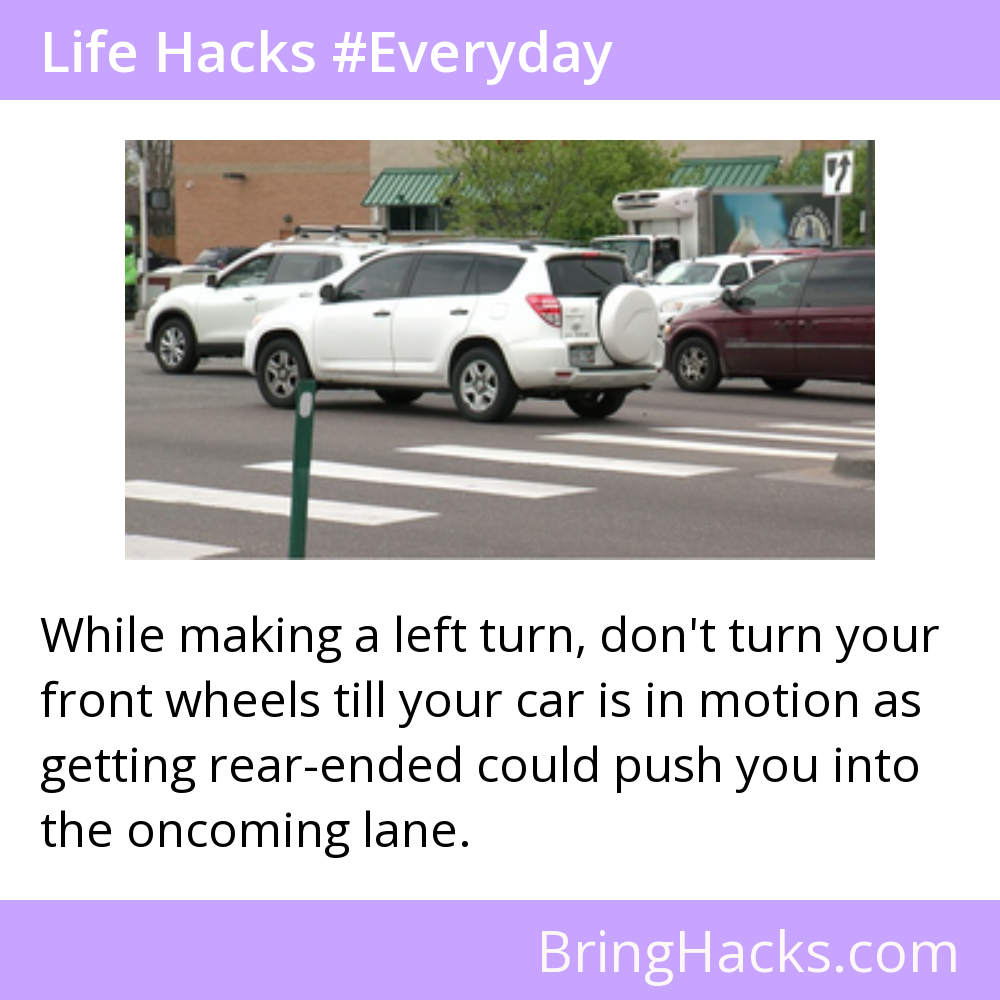 Life Hacks #Everyday
While making a left turn, don't turn your
front wheels till your car is in motion as
getting rear-ended could push you into
the oncoming lane.
BringHacks.com